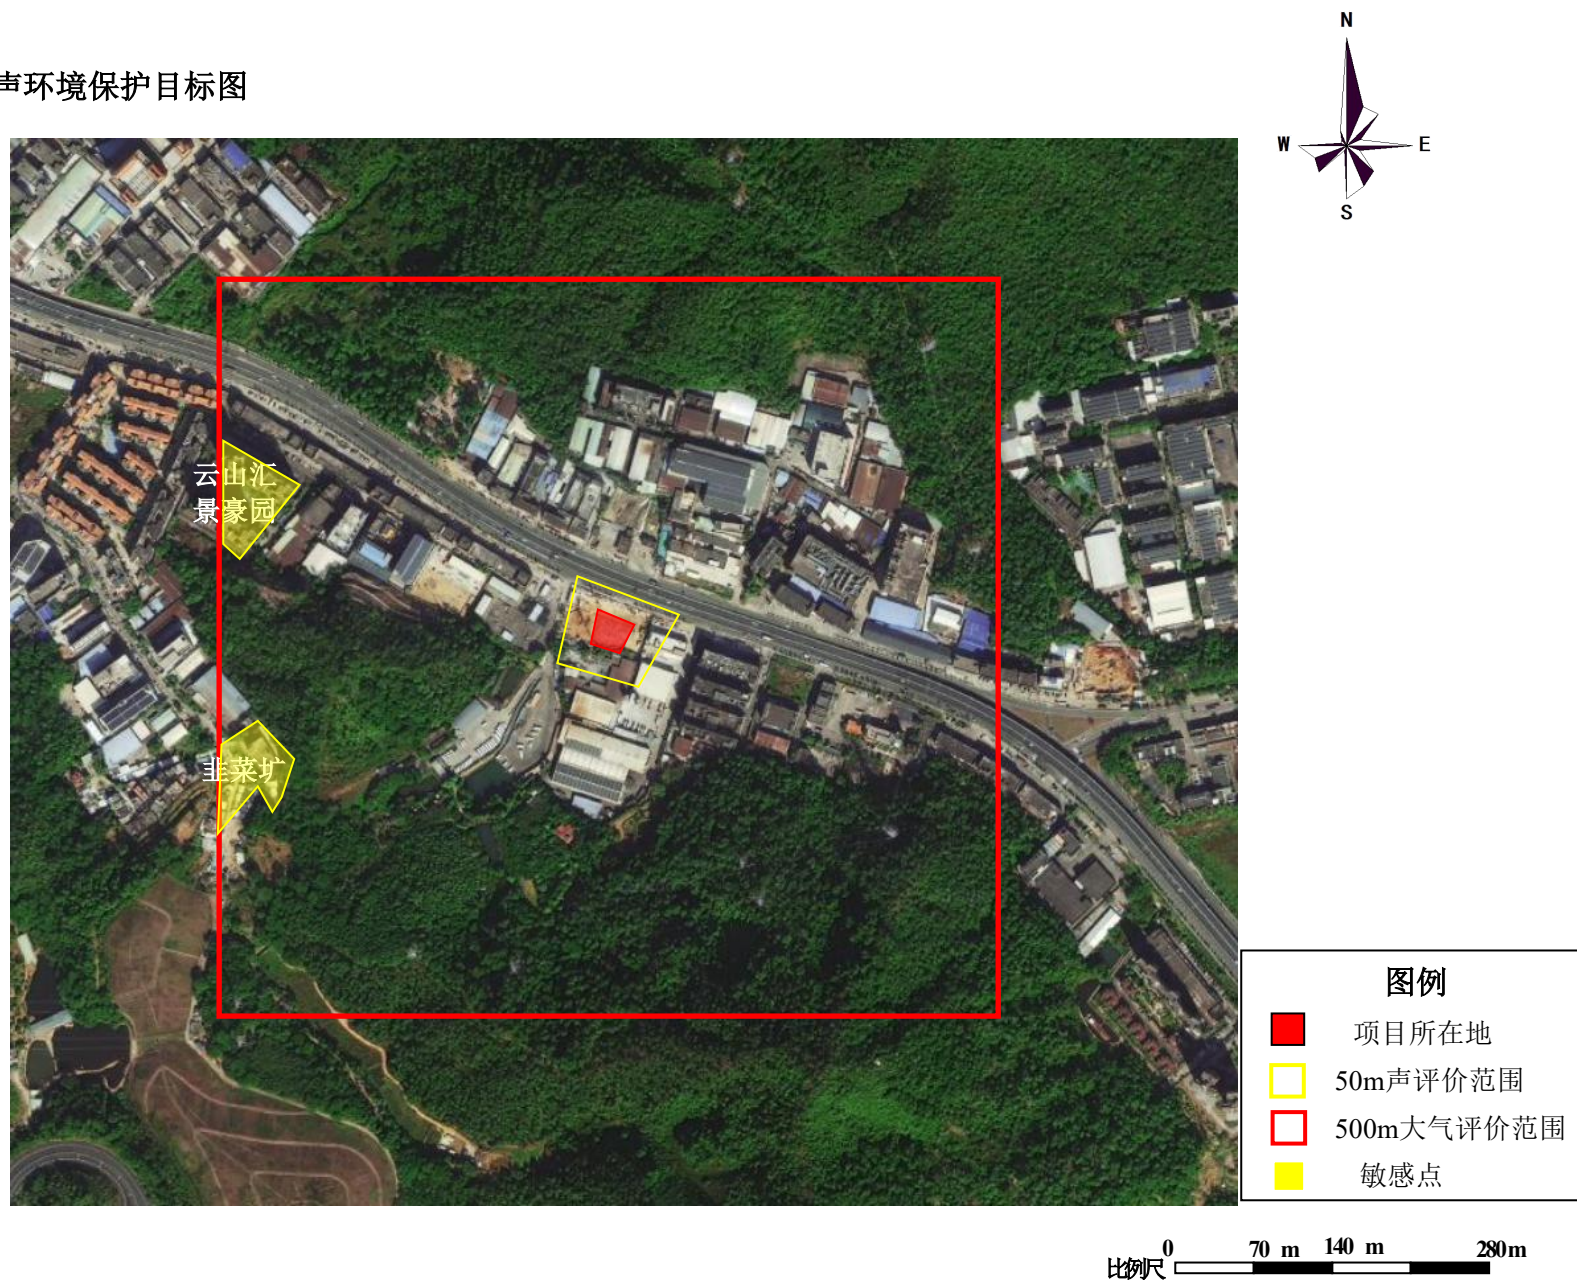 N
声环境保护目标图
W
E
S
云山汇
景豪园
韭菜圹
图例
项目所在地
50m声评价范围
500m大气评价范围
敏感点
0 70 m 140 m 280m
比例尺